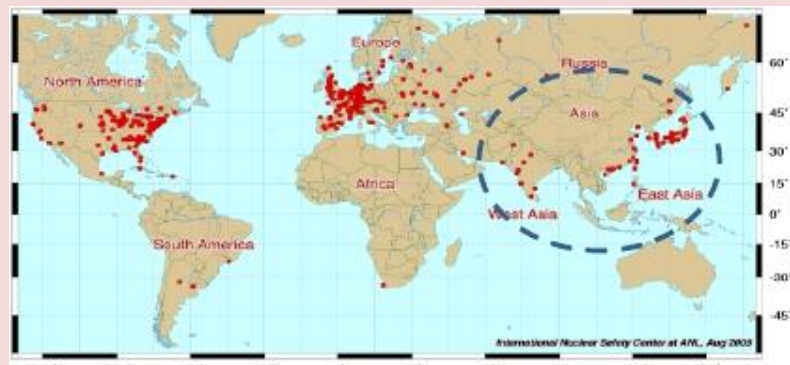 Europe
Russia
60°
North America
Asia
45°
30°
Africa
15°
East Asia
West Asia
0°
South America
-15°
-30°
-45°
International Nuclear Safety Center at ANL, Aug 2005